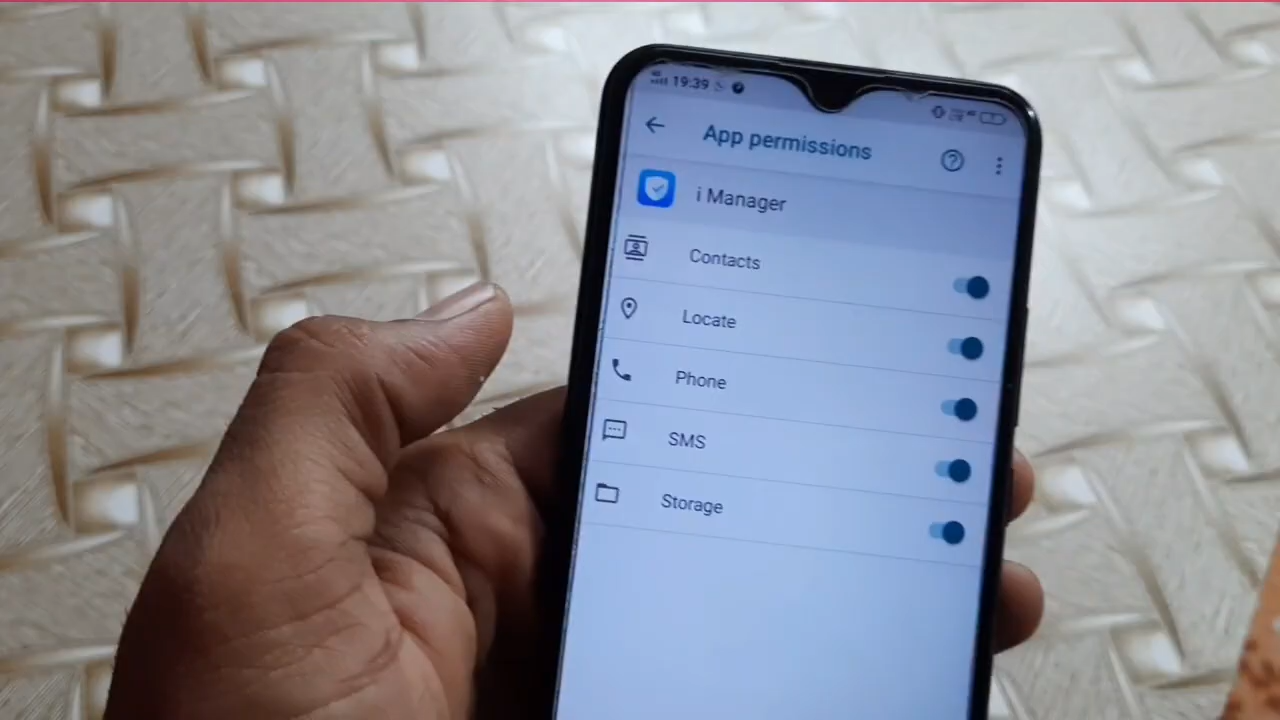 19:39
App permissions
i Manager
Contacts
Locate
Phone
SMS
Storage